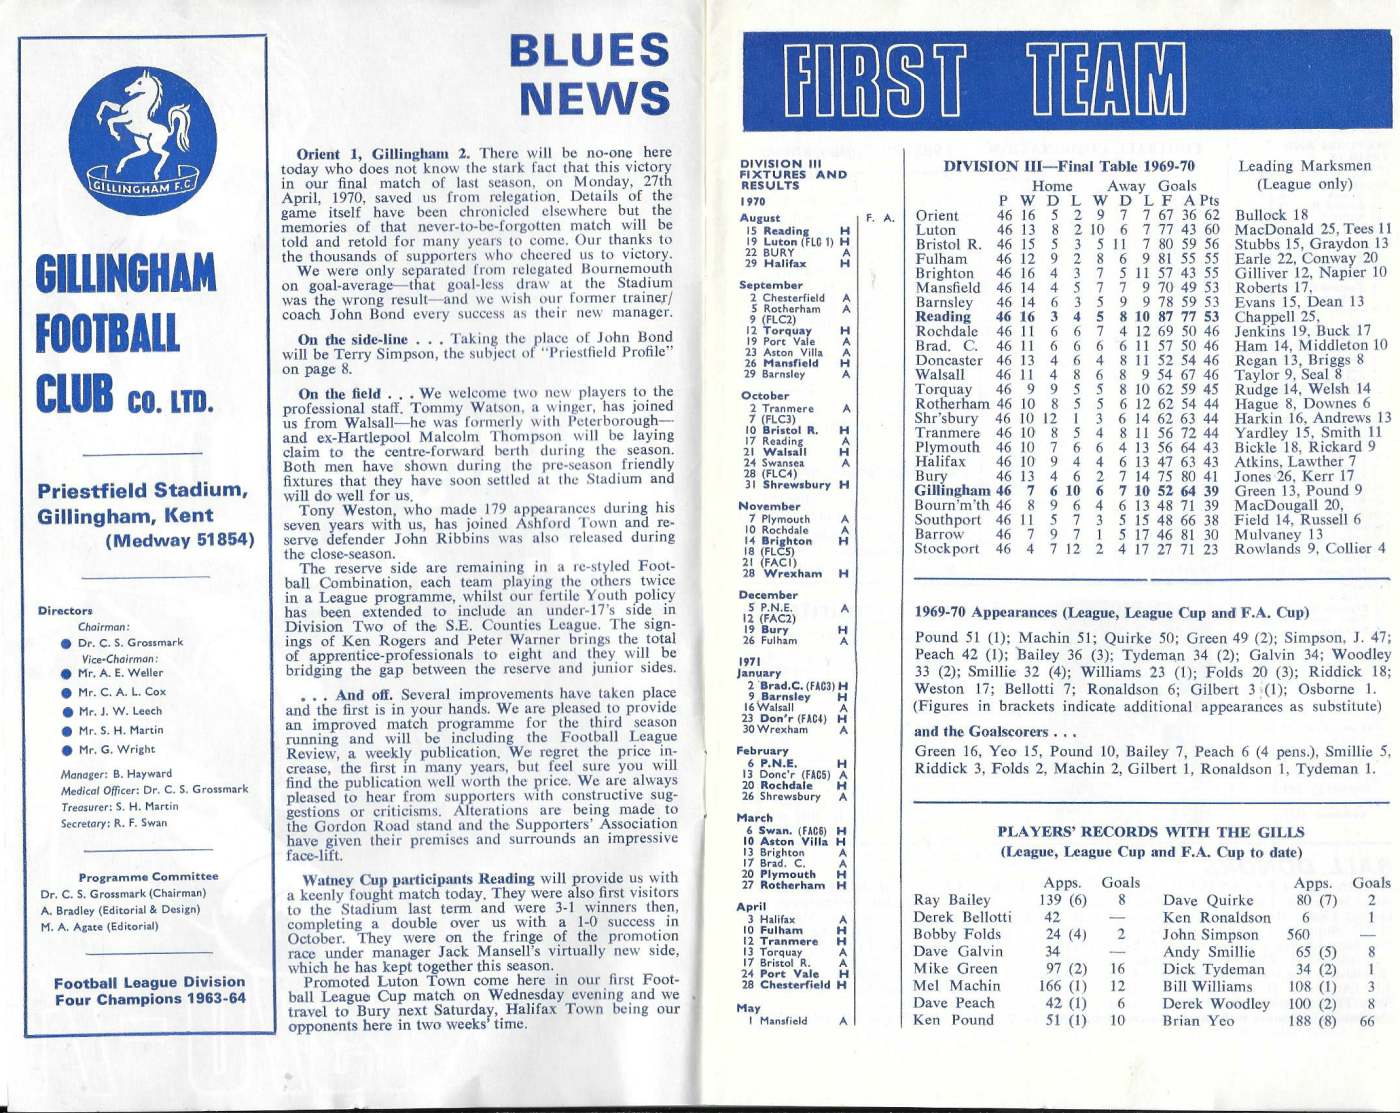 GILLINGHAM F.C.
GILLINGHAM
FOOTBALL
CLUB CO. LTD.
Priestfield Stadium,
Gillingham, Kent
(Medway 51854)
Directors
Chairman:
Dr. C. S. Grossmark
Vice-Chairman:
Mr. A. E. Weller
Mr. C. A. L. Cox
Mr. J. W. Leech
Mr. S. H. Martin
Mr. G. Wright
Manager: B. Hayward
Medical Officer: Dr. C. S. Grossmark
Treasurer: S. H. Martin
Secretary: R. F. Swan
Programme Committee
Dr. C. S. Grossmark (Chairman)
A. Bradley (Editorial & Design)
M. A. Agate (Editorial)
Football League Division
Four Champions 1963-64
BLUES
NEWS
Orient 1, Gillingham 2. There will be no-one here
today who does not know the stark fact that this victory
in our final match of last season, on Monday, 27th
April, 1970, saved us from relegation. Details of the
game itself have been chronicled elsewhere but the
memories of that never-to-be-forgotten match will be
told and retold for many years to come. Our thanks to
the thousands of supporters who cheered us to victory.
We were only separated from relegated Bournemouth
on goal-average—that goal-less draw at the Stadium
was the wrong result—and we wish our former trainer/
coach John Bond every success as their new manager.
On the side-line . . . Taking the place of John Bond
will be Terry Simpson, the subject of "Priestfield Profile"
on page 8.
On the field . . . We welcome two new players to the
professional staff. Tommy Watson, a winger, has joined
us from Walsall—he was formerly with Peterborough—
and ex-Hartlepool Malcolm Thompson will be laying
claim to the centre-forward berth during the season.
Both men have shown during the pre-season friendly
fixtures that they have soon settled at the Stadium and
will do well for us.
Tony Weston, who made 179 appearances during his
seven years with us, has joined Ashford Town and re-
serve defender John Ribbins was also released during
the close-season.
The reserve side are remaining in a re-styled Foot-
ball Combination, each team playing the others twice
in a League programme, whilst our fertile Youth policy
has been extended to include an under-17's side in
Division Two of the S.E. Counties League. The sign-
ings of Ken Rogers and Peter Warner brings the total
of apprentice-professionals to eight and they will be
bridging the gap between the reserve and junior sides.
. . . And off. Several improvements have taken place
and the first is in your hands. We are pleased to provide
an improved match programme for the third season
running and will be including the Football League
Review, a weekly publication. We regret the price in-
crease, the first in many years, but feel sure you will
find the publication well worth the price. We are always
pleased to hear from supporters with constructive sug-
gestions or criticisms. Alterations are being made to
the Gordon Road stand and the Supporters' Association
have given their premises and surrounds an impressive
face-lift.
Watney Cup participants Reading will provide us with
a keenly fought match today. They were also first visitors
to the Stadium last term and were 3-1 winners then,
completing a double over us with a 1-0 success in
October. They were on the fringe of the promotion
race under manager Jack Mansell's virtually new side,
which he has kept together this season.
Promoted Luton Town come here in our first Foot-
ball League Cup match on Wednesday evening and we
travel to Bury next Saturday, Halifax Town being our
opponents here in two weeks' time.
FIRST TEAM
DIVISION III
FIXTURES AND
RESULTS
1970
August F. A.
15 Reading H
19 Luton (FLC 1) H
22 BURY A
29 Halifax H
September
2 Chesterfield A
5 Rotherham A
9 (FLC2)
12 Torquay H
19 Port Vale A
23 Aston Villa A
26 Mansfield H
29 Barnsley A
October
2 Tranmere A
7 (FLC3)
10 Bristol R. H
17 Reading A
21 Walsall H
24 Swansea A
28 (FLC4)
31 Shrewsbury H
November
7 Plymouth A
10 Rochdale A
14 Brighton H
18 (FLC5)
21 (FAC1)
28 Wrexham H
December
5 P.N.E. A
12 (FAC2)
19 Bury H
26 Fulham A
1971
January
2 Brad.C. (FAC3) H
9 Barnsley H
16 Walsall A
23 Don'r (FAC4) H
30 Wrexham A
February
6 P.N.E. H
13 Donc'r (FAC5) A
20 Rochdale H
26 Shrewsbury A
March
6 Swan. (FAC6) H
10 Aston Villa H
13 Brighton A
17 Brad. C. A
20 Plymouth H
27 Rotherham H
April
3 Halifax A
10 Fulham H
12 Tranmere H
13 Torquay A
17 Bristol R. A
24 Port Vale H
28 Chesterfield H
May
1 Mansfield A
DIVISION III—Final Table 1969-70 Leading Marksmen
Home Away Goals (League only)
P W D L W D L F A Pts
Orient 46 16 5 2 9 7 7 67 36 62 Bullock 18
Luton 46 13 8 2 10 6 7 77 43 60 MacDonald 25, Tees 11
Bristol R. 46 15 5 3 5 11 7 80 59 56 Stubbs 15, Graydon 13
Fulham 46 12 9 2 8 6 9 81 55 55 Earle 22, Conway 20
Brighton 46 16 4 3 7 5 11 57 43 55 Gilliver 12, Napier 10
Mansfield 46 14 4 5 7 7 9 70 49 53 Roberts 17,
Barnsley 46 14 6 3 5 9 9 78 59 53 Evans 15, Dean 13
Reading 46 16 3 4 5 8 10 87 77 53 Chappell 25,
Rochdale 46 11 6 6 7 4 12 69 50 46 Jenkins 19, Buck 17
Brad. C. 46 11 6 6 6 6 11 57 50 46 Ham 14, Middleton 10
Doncaster 46 13 4 6 4 8 11 52 54 46 Regan 13, Briggs 8
Walsall 46 11 4 8 6 8 9 54 67 46 Taylor 9, Seal 8
Torquay 46 9 9 5 5 8 10 62 59 45 Rudge 14, Welsh 14
Rotherham 46 10 8 5 5 6 12 62 54 44 Hague 8, Downes 6
Shr'sbury 46 10 12 1 3 6 14 62 63 44 Harkin 16, Andrews 13
Tranmere 46 10 8 5 4 8 11 56 72 44 Yardley 15, Smith 11
Plymouth 46 10 7 6 6 4 13 56 64 43 Bickle 18, Rickard 9
Halifax 46 10 9 4 4 6 13 47 63 43 Atkins, Lawther 7
Bury 46 13 4 6 2 7 14 75 80 41 Jones 26, Kerr 17
Gillingham 46 7 6 10 6 7 10 52 64 39 Green 13, Pound 9
Bourn'm'th 46 8 9 6 4 6 13 48 71 39 MacDougall 20,
Southport 46 11 5 7 3 5 15 48 66 38 Field 14, Russell 6
Barrow 46 7 9 7 1 5 17 46 81 30 Mulvaney 13
Stockport 46 4 7 12 2 4 17 27 71 23 Rowlands 9, Collier 4
1969-70 Appearances (League, League Cup and F.A. Cup)
Pound 51 (1); Machin 51; Quirke 50; Green 49 (2); Simpson, J. 47;
Peach 42 (1); Bailey 36 (3); Tydeman 34 (2); Galvin 34; Woodley
33 (2); Smillie 32 (4); Williams 23 (1); Folds 20 (3); Riddick 18;
Weston 17; Bellotti 7; Ronaldson 6; Gilbert 3 (1); Osborne 1.
(Figures in brackets indicate additional appearances as substitute)
and the Goalscorers . . .
Green 16, Yeo 15, Pound 10, Bailey 7, Peach 6 (4 pens.), Smillie 5,
Riddick 3, Folds 2, Machin 2, Gilbert 1, Ronaldson 1, Tydeman 1.
PLAYERS' RECORDS WITH THE GILLS
(League, League Cup and F.A. Cup to date)
Apps. Goals Apps. Goals
Ray Bailey 139 (6) 8 Dave Quirke 80 (7) 2
Derek Bellotti 42 — Ken Ronaldson 6 1
Bobby Folds 24 (4) 2 John Simpson 560 —
Dave Galvin 34 — Andy Smillie 65 (5) 8
Mike Green 97 (2) 16 Dick Tydeman 34 (2) 1
Mel Machin 166 (1) 12 Bill Williams 108 (1) 3
Dave Peach 42 (1) 6 Derek Woodley 100 (2) 8
Ken Pound 51 (1) 10 Brian Yeo 188 (8) 66